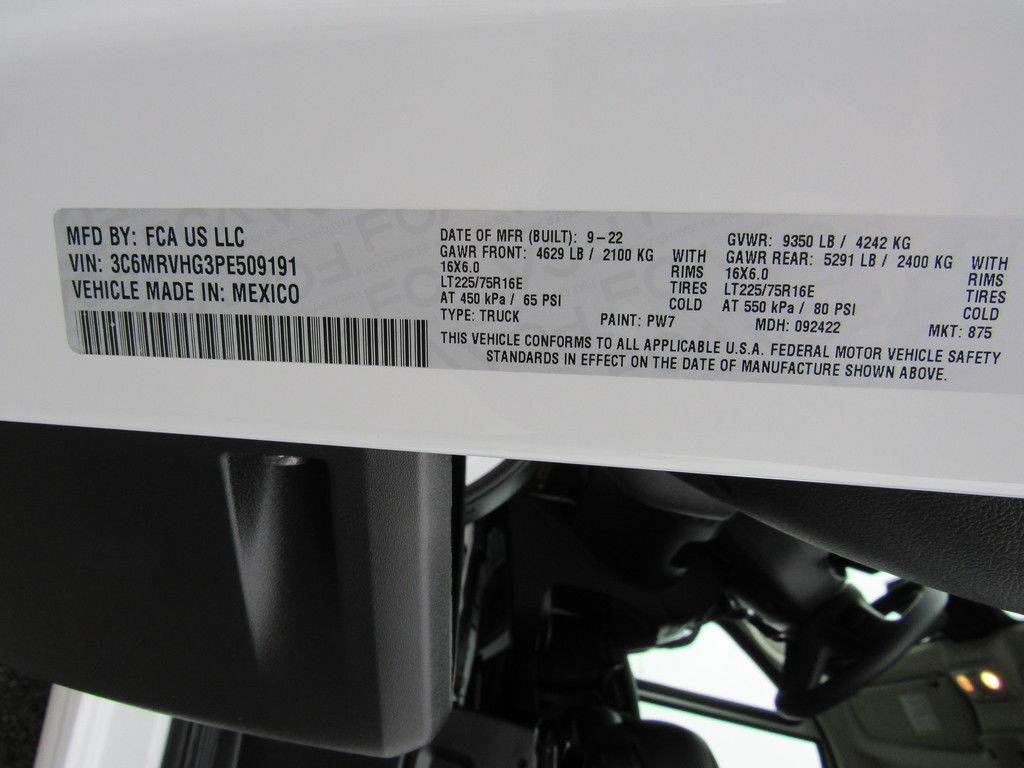 MFD BY: FCA US LLC
VIN: 3C6MRVHG3PE509191
VEHICLE MADE IN: MEXICO
DATE OF MFR (BUILT): 9-22
GAWR FRONT: 4629 LB / 2100 KG WITH
16X6.0 RIMS
LT225/75R16E TIRES
AT 450 kPa / 65 PSI COLD
TYPE: TRUCK PAINT: PW7
GVWR: 9350 LB / 4242 KG
GAWR REAR: 5291 LB / 2400 KG WITH
16X6.0 RIMS
LT225/75R16E TIRES
AT 550 kPa / 80 PSI COLD
MDH: 092422 MKT: 875
THIS VEHICLE CONFORMS TO ALL APPLICABLE U.S.A. FEDERAL MOTOR VEHICLE SAFETY
STANDARDS IN EFFECT ON THE DATE OF MANUFACTURE SHOWN ABOVE.